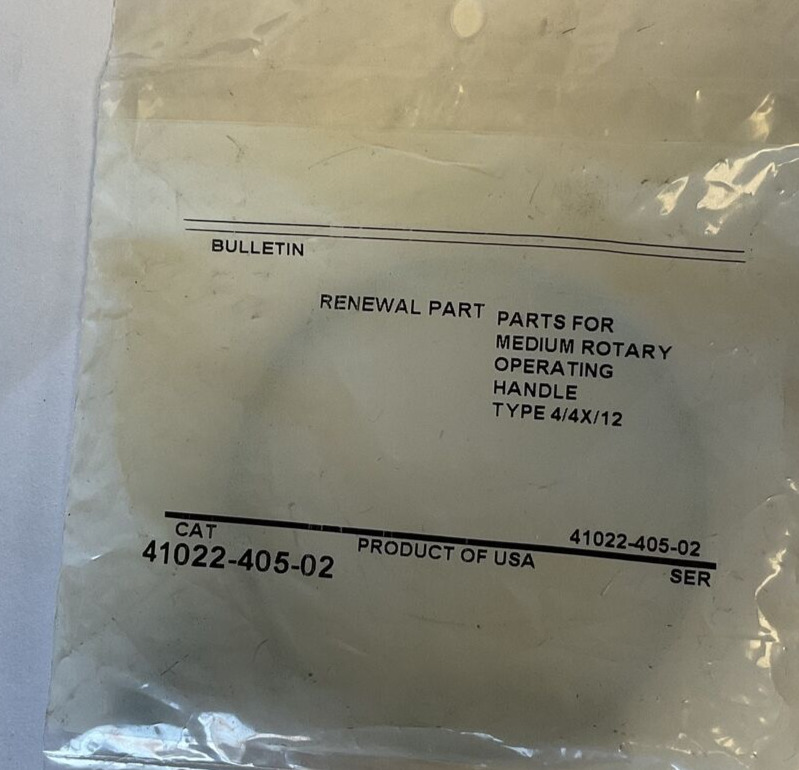 BULLETIN
RENEWAL PART
PARTS FOR
MEDIUM ROTARY
OPERATING
HANDLE
TYPE 4/4X/12
CAT
41022-405-02
PRODUCT OF USA
41022-405-02
SER